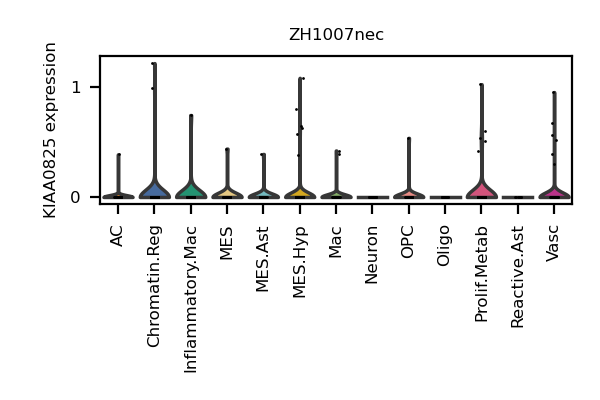 ZH1007nec
KIAA0825 expression
1
0
AC
Chromatin.Reg
Inflammatory.Mac
MES
MES.Ast
MES.Hyp
Mac
Neuron
OPC
Oligo
Prolif.Metab
Reactive.Ast
Vasc